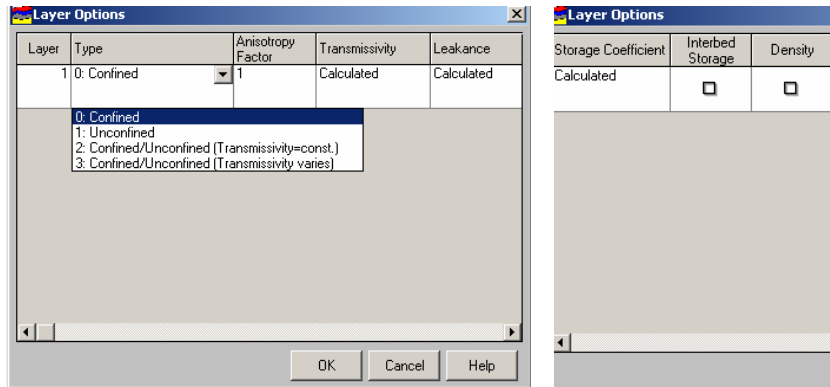 Layer Options
Layer Type Anisotropy Factor Transmissivity Leakance
1 0: Confined 1 Calculated Calculated
0: Confined
1: Unconfined
2: Confined/Unconfined (Transmissivity=const.)
3: Confined/Unconfined (Transmissivity varies)
OK Cancel Help
Layer Options
Storage Coefficient Interbed Storage Density
Calculated